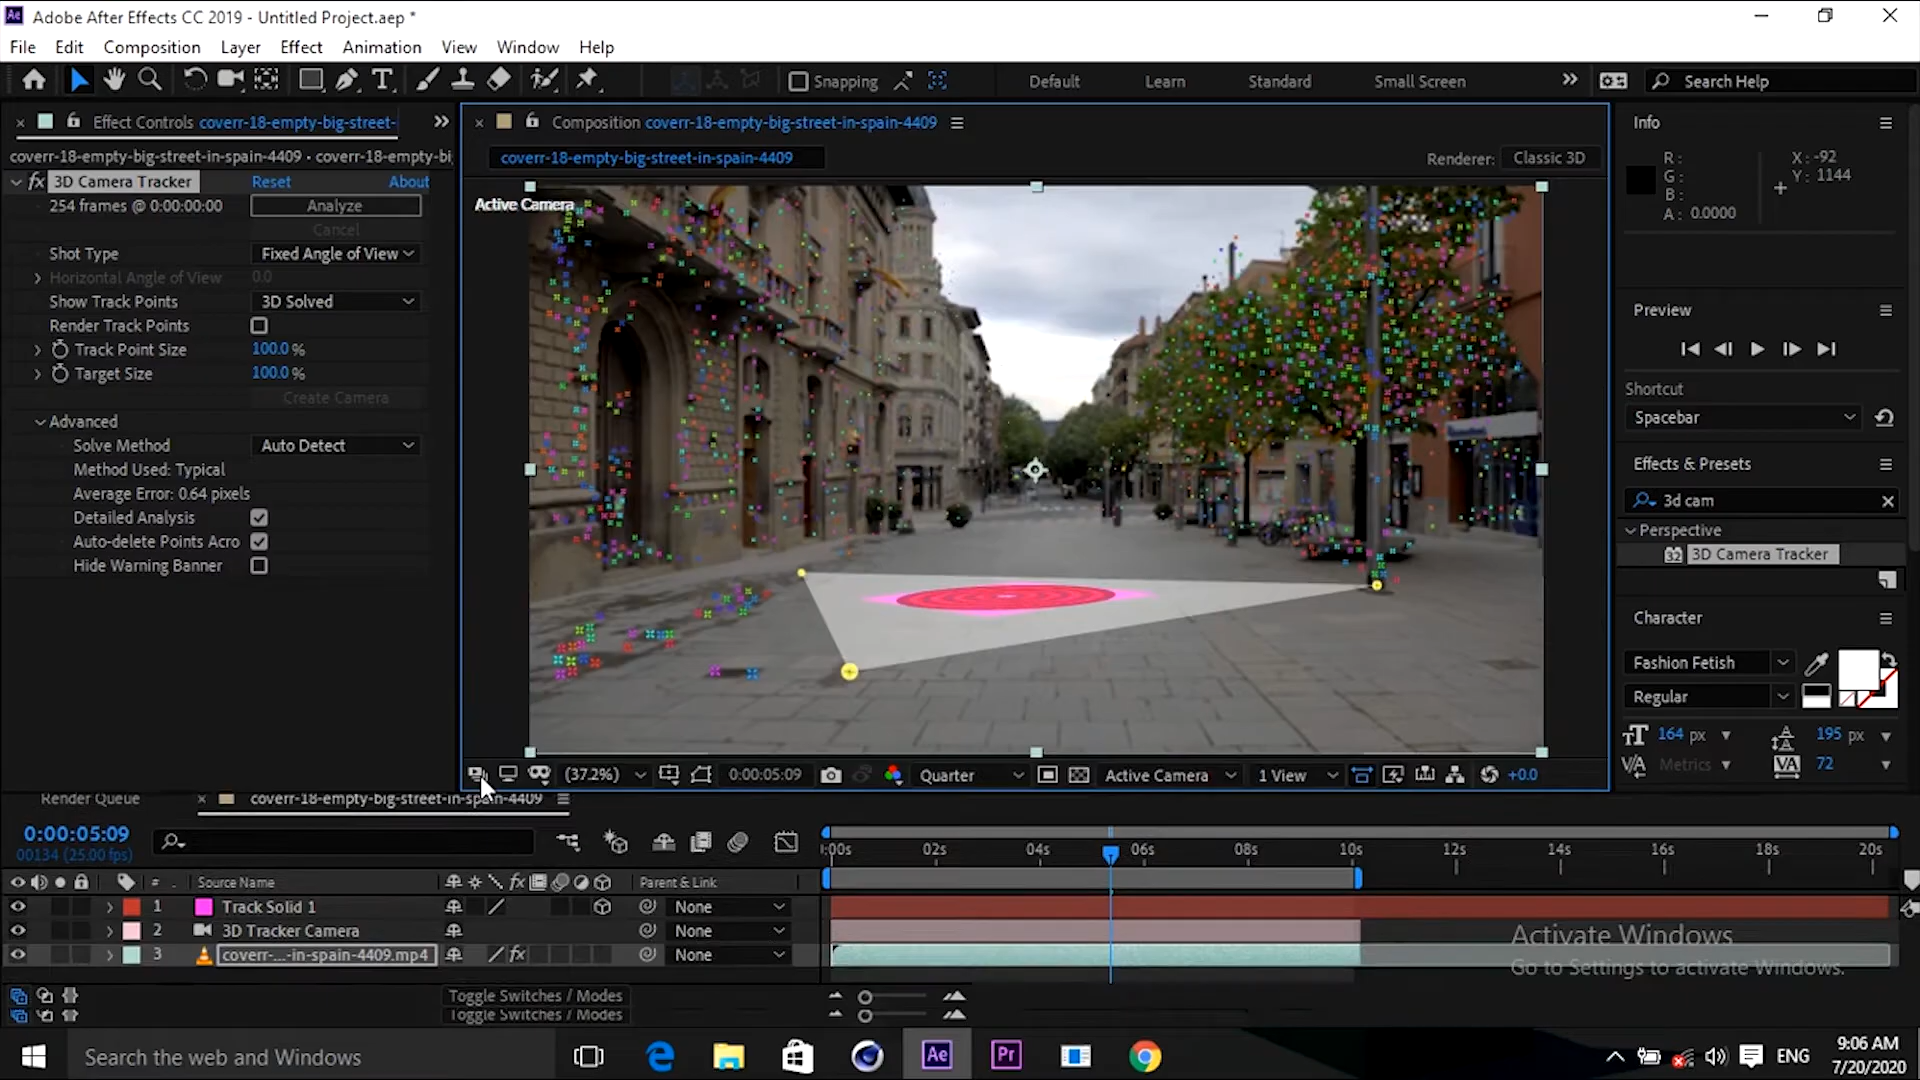 Adobe After Effects CC 2019 - Untitled Project.aep *
File Edit Composition Layer Effect Animation View Window Help
Snapping Default Learn Standard Small Screen Search Help
Effect Controls coverr-18-empty-big-street-
coverr-18-empty-big-street-in-spain-4409 • coverr-18-empty-bi
fx 3D Camera Tracker Reset About
254 frames @ 0:00:00:00 Analyze
Cancel
Shot Type Fixed Angle of View
Horizontal Angle of View 0.0
Show Track Points 3D Solved
Render Track Points
Track Point Size 100.0 %
Target Size 100.0 %
Create Camera
Advanced
Solve Method Auto Detect
Method Used: Typical
Average Error: 0.64 pixels
Detailed Analysis
Auto-delete Points Acro
Hide Warning Banner
Composition coverr-18-empty-big-street-in-spain-4409
coverr-18-empty-big-street-in-spain-4409
Renderer: Classic 3D
Active Camera
(37.2%) 0:00:05:09 Quarter Active Camera 1 View +0.0
Info
R: X: -92
G: Y: 1144
B:
A: 0.0000
Preview
Shortcut
Spacebar
Effects & Presets
3d cam
Perspective
32 3D Camera Tracker
Character
Fashion Fetish
Regular
164 px 195 px
Metrics 72
Render Queue coverr-18-empty-big-street-in-spain-4409
0:00:05:09
00134 (25.00 fps)
:00s 02s 04s 06s 08s 10s 12s 14s 16s 18s 20s
# Source Name fx Parent & Link
1 Track Solid 1 None
2 3D Tracker Camera None
3 coverr-...-in-spain-4409.mp4 fx None
Activate Windows
Go to Settings to activate Windows.
Toggle Switches / Modes
Toggle Switches / Modes
Search the web and Windows Ae Pr ENG
9:06 AM
7/20/2020